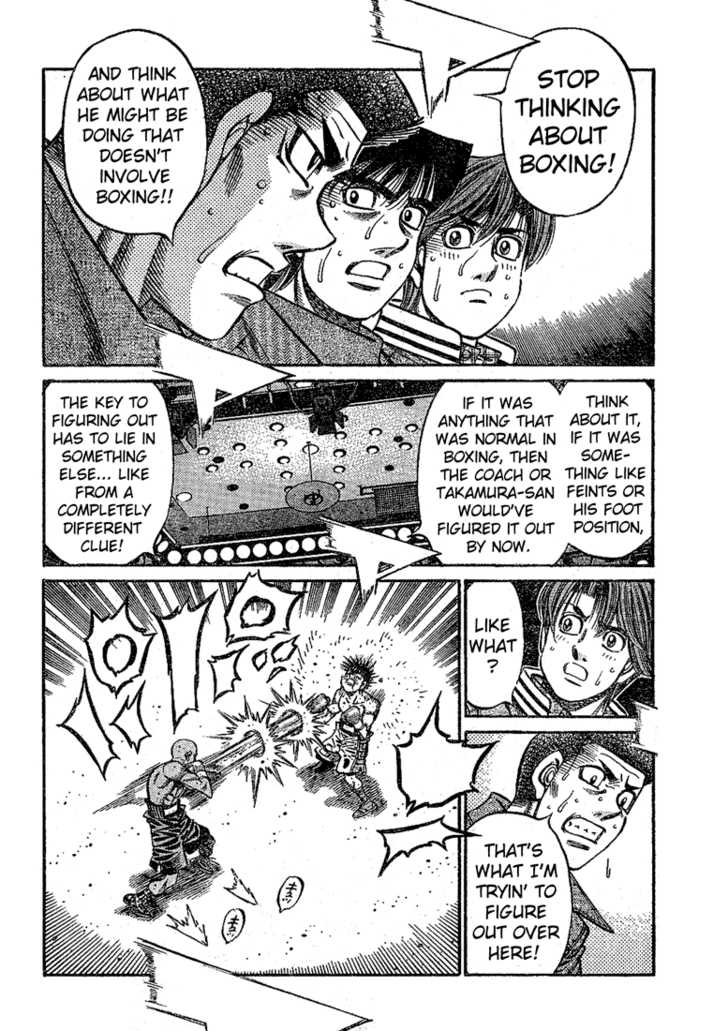 STOP
THINKING
ABOUT
BOXING!
AND THINK
ABOUT WHAT
HE MIGHT BE
DOING THAT
DOESN'T
INVOLVE
BOXING!!
THINK
ABOUT IT,
IF IT WAS
SOME-
THING LIKE
FEINTS OR
HIS FOOT
POSITION,
IF IT WAS
ANYTHING THAT
WAS NORMAL IN
BOXING, THEN
THE COACH OR
TAKAMURA-SAN
WOULD'VE
FIGURED IT OUT
BY NOW.
THE KEY TO
FIGURING OUT
HAS TO LIE IN
SOMETHING
ELSE... LIKE
FROM A
COMPLETELY
DIFFERENT
CLUE!
LIKE
WHAT
?
THAT'S
WHAT I'M
TRYIN' TO
FIGURE
OUT OVER
HERE!